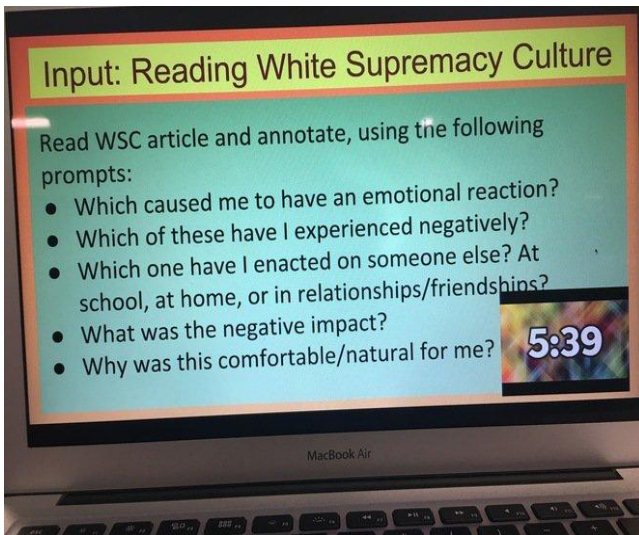 Input: Reading White Supremacy Culture
Read WSC article and annotate, using the following
prompts:
● Which caused me to have an emotional reaction?
● Which of these have I experienced negatively?
● Which one have I enacted on someone else? At
school, at home, or in relationships/friendships?
● What was the negative impact?
● Why was this comfortable/natural for me?
5:39
MacBook Air